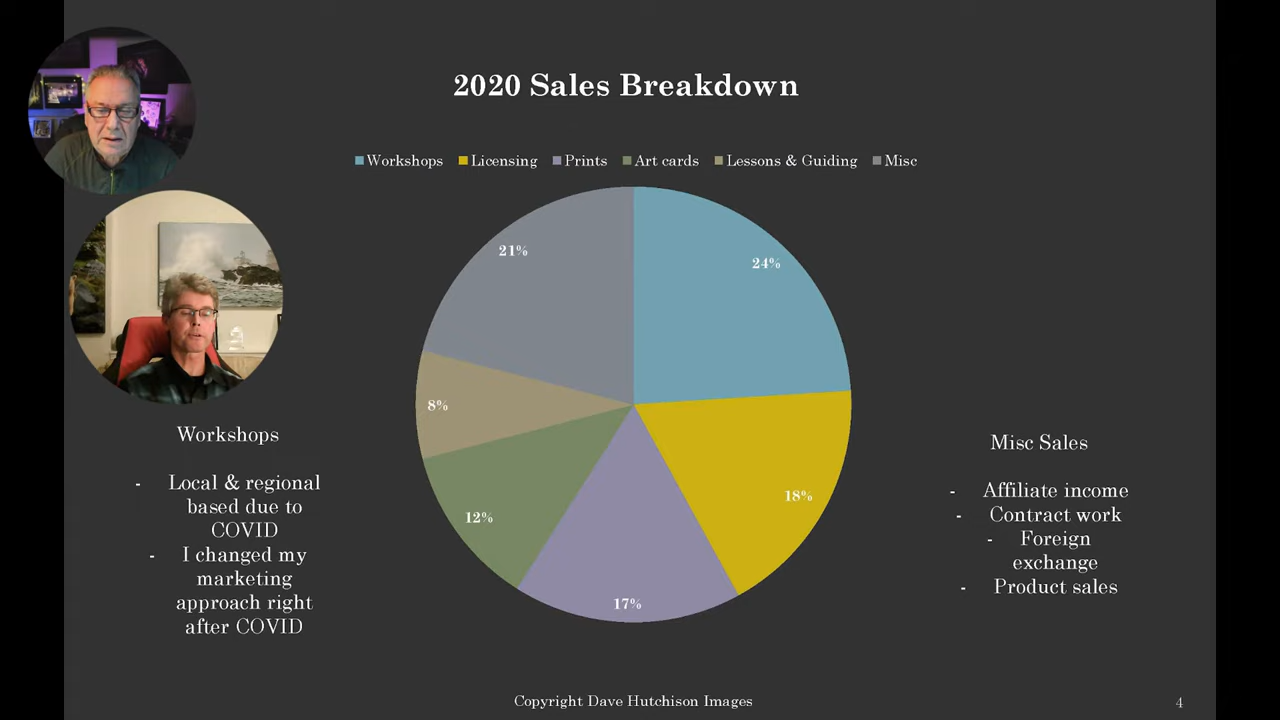 2020 Sales Breakdown
Workshops Licensing Prints Art cards Lessons & Guiding Misc
21%
24%
8%
18%
12%
17%
Workshops
- Local & regional
based due to
COVID
- I changed my
marketing
approach right
after COVID
Misc Sales
- Affiliate income
- Contract work
- Foreign
exchange
- Product sales
Copyright Dave Hutchison Images
4